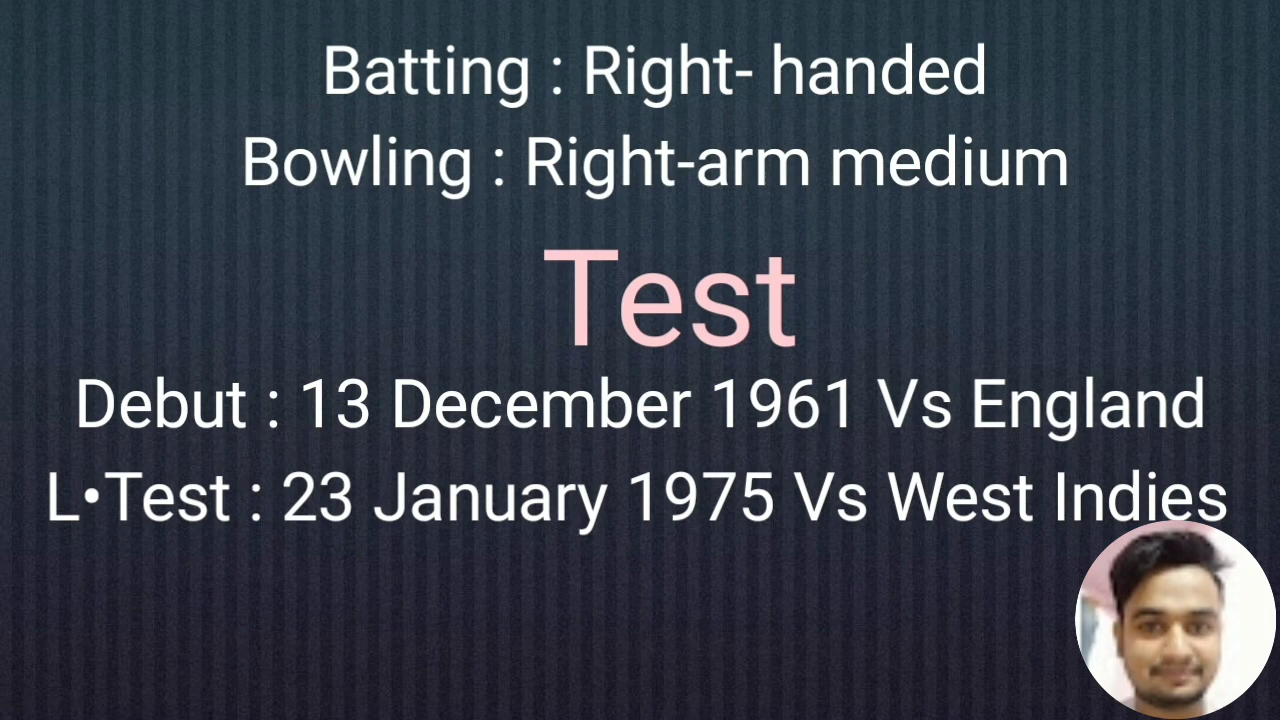 Batting : Right- handed
Bowling : Right-arm medium
Test
Debut : 13 December 1961 Vs England
L•Test : 23 January 1975 Vs West Indies